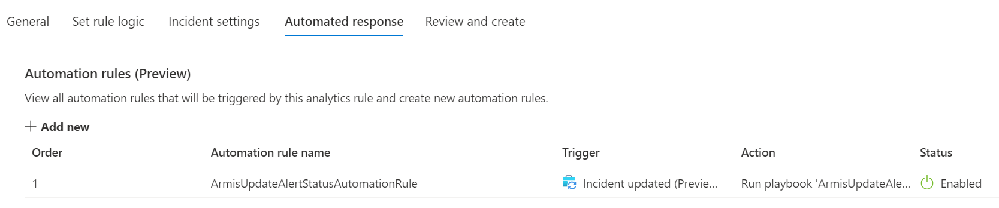 General Set rule logic Incident settings Automated response Review and create
Automation rules (Preview)
View all automation rules that will be triggered by this analytics rule and create new automation rules.
+ Add new
Order Automation rule name Trigger Action Status
1 ArmisUpdateAlertStatusAutomationRule Incident updated (Previe... Run playbook 'ArmisUpdateAle... Enabled